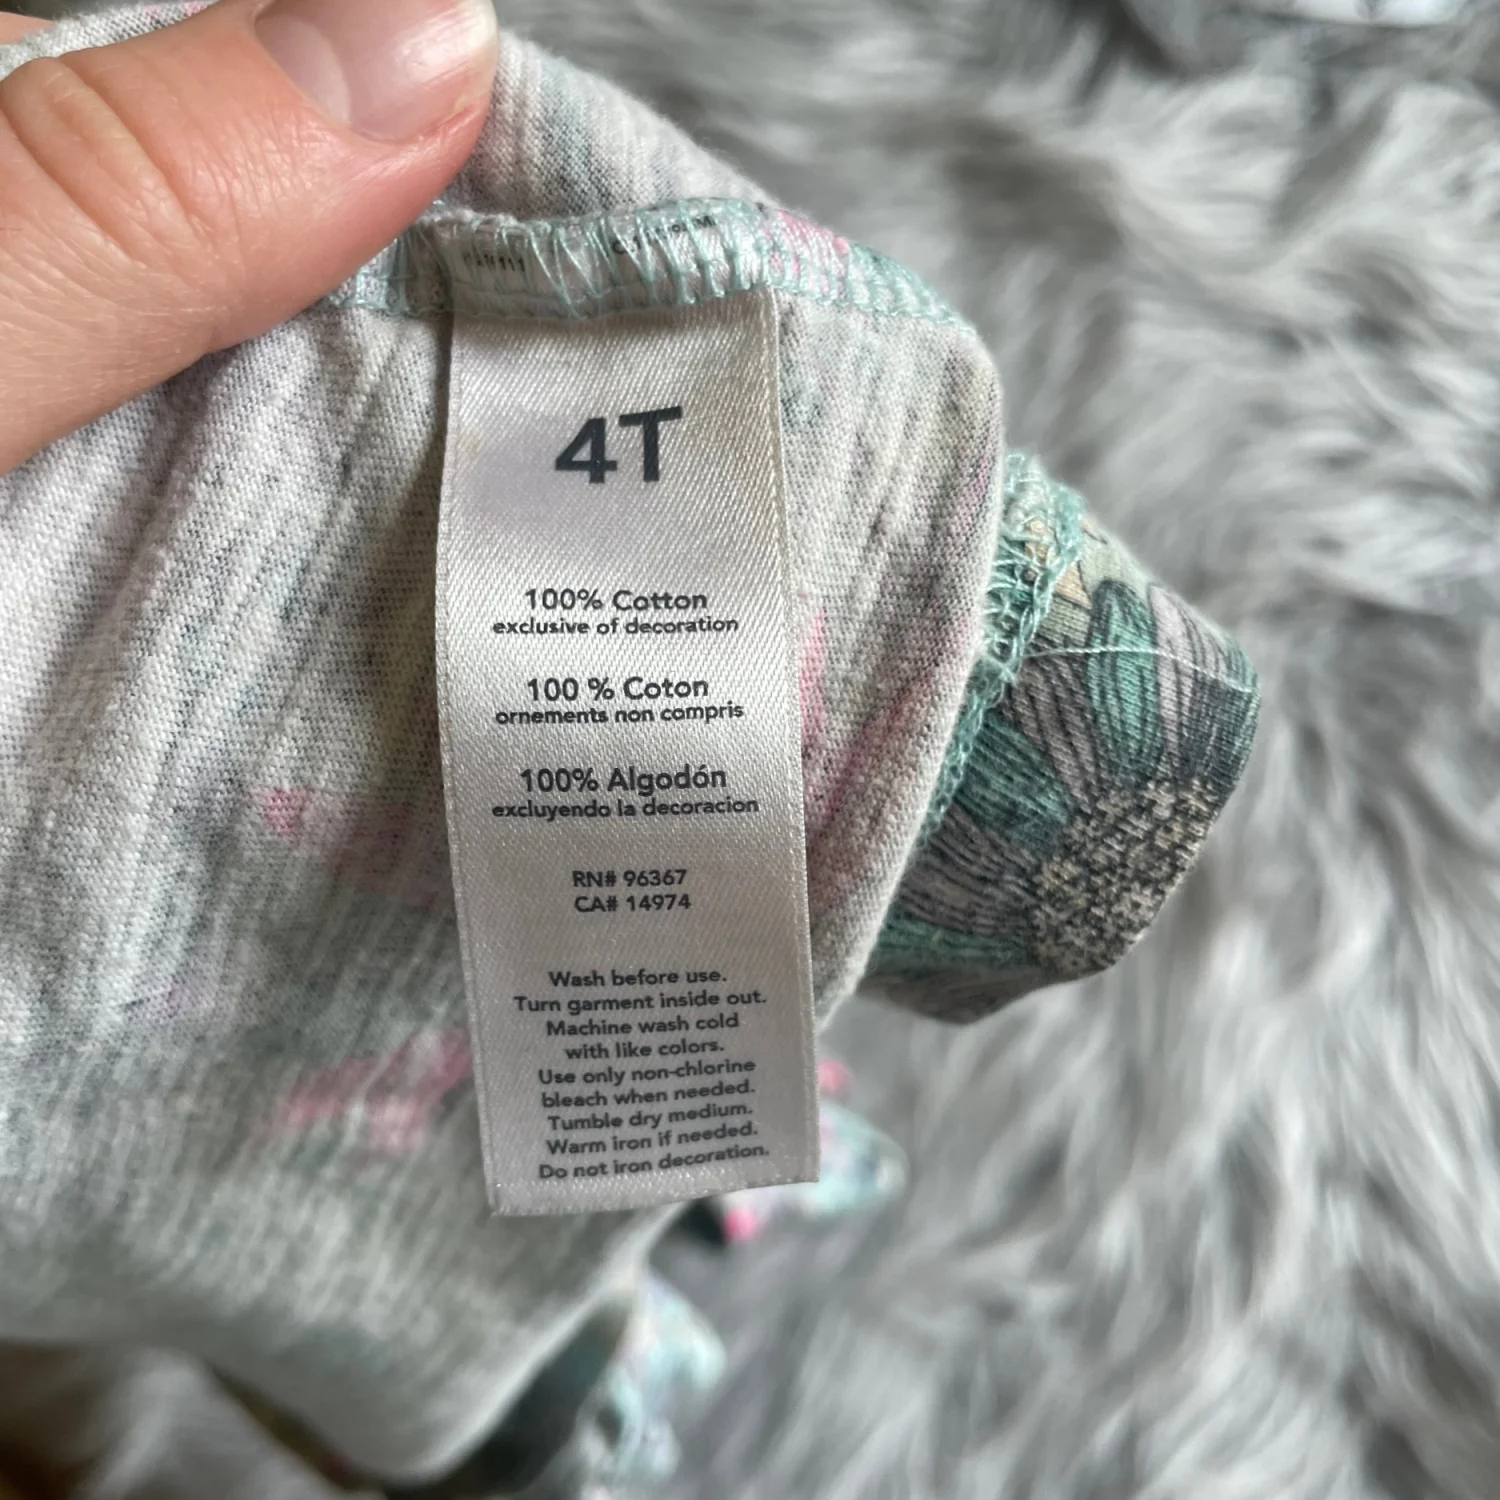 4T
100% Cotton
exclusive of decoration
100 % Coton
ornements non compris
100% Algodón
excluyendo la decoracion
RN# 96367
CA# 14974
Wash before use.
Turn garment inside out.
Machine wash cold
with like colors.
Use only non-chlorine
bleach when needed.
Tumble dry medium.
Warm iron if needed.
Do not iron decoration.